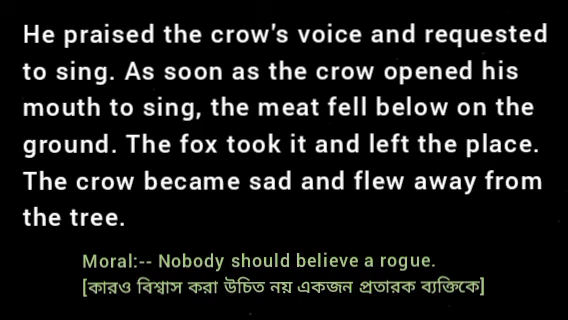 He praised the crow's voice and requested
to sing. As soon as the crow opened his
mouth to sing, the meat fell below on the
ground. The fox took it and left the place.
The crow became sad and flew away from
the tree.
Moral:-- Nobody should believe a rogue.
[কারও বিশ্বাস করা উচিত নয় একজন প্রতারক ব্যক্তিকে]